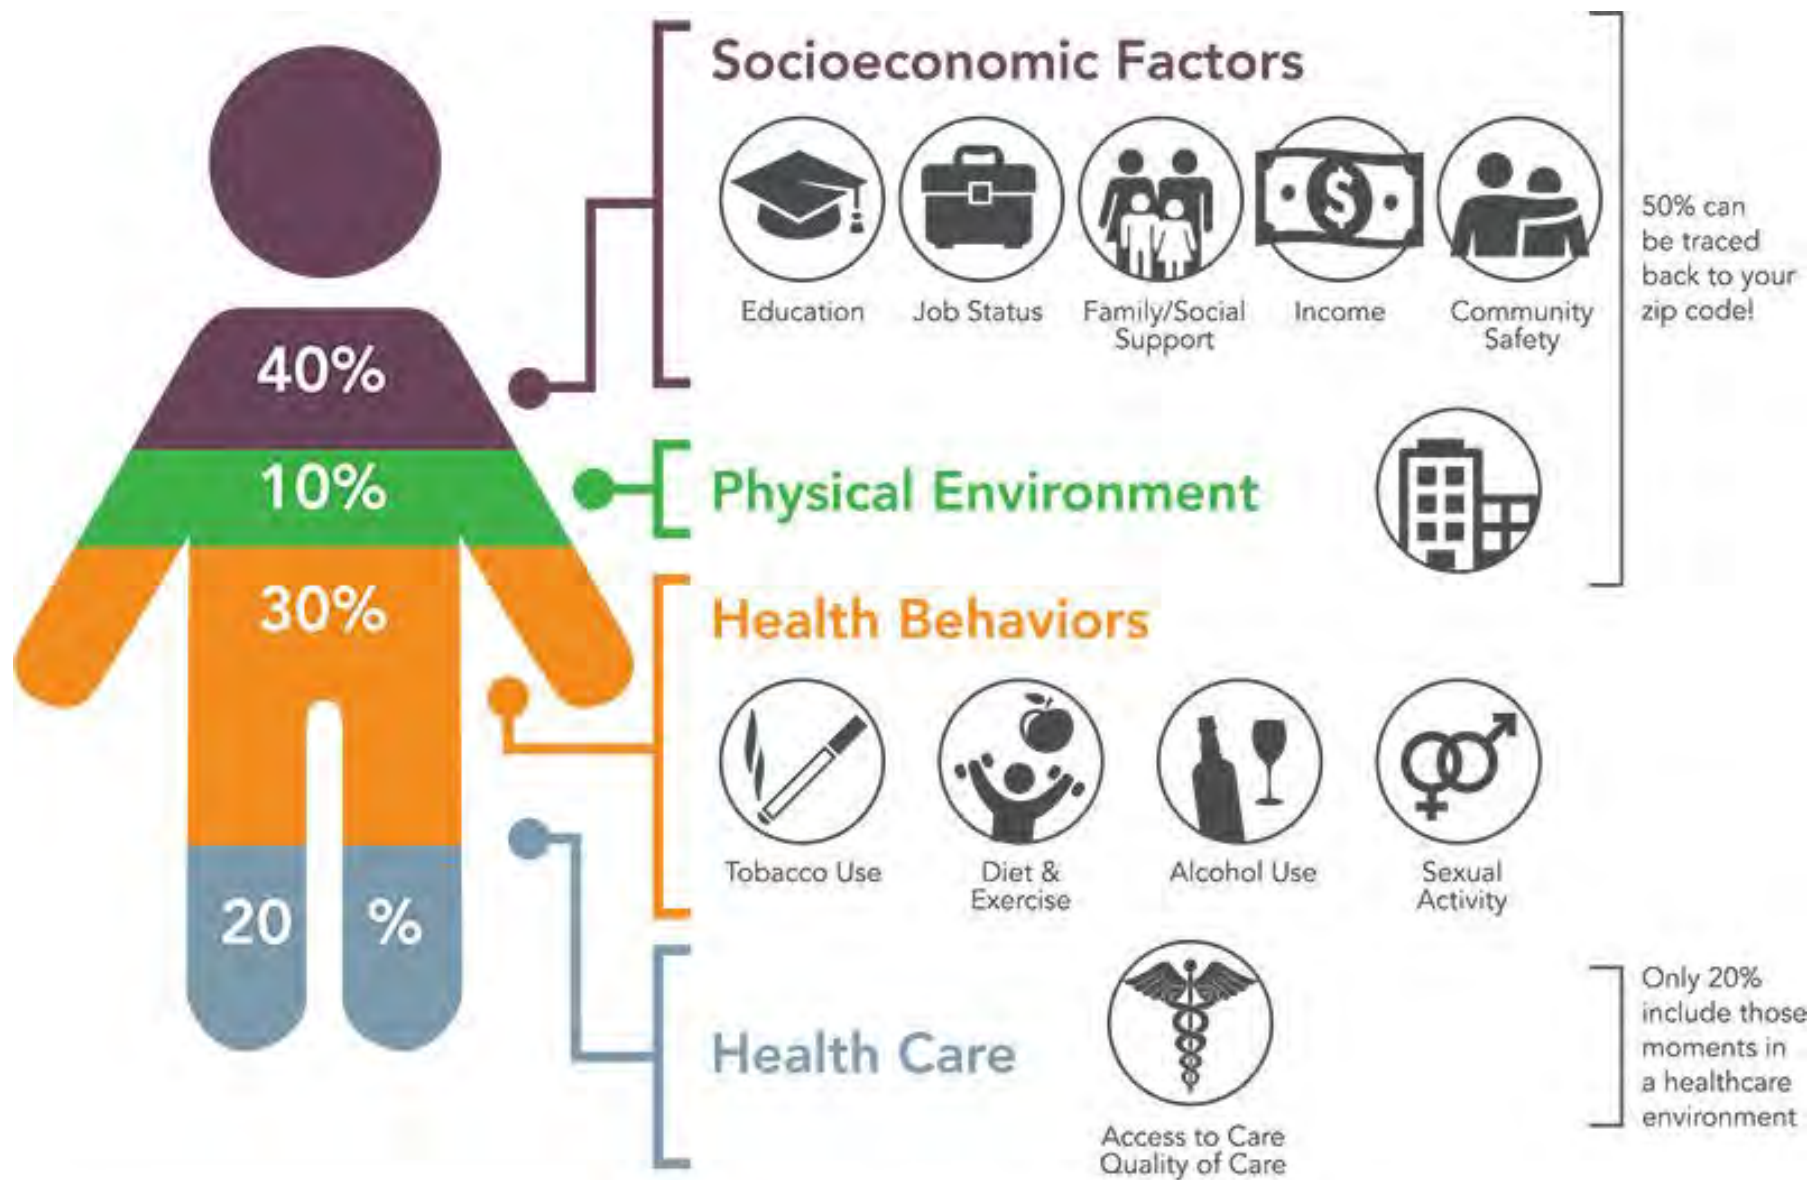 Socioeconomic Factors
40%
Education
Job Status
Family/Social
Support
Income
Community
Safety
50% can
be traced
back to your
zip code!
10%
Physical Environment
30%
Health Behaviors
Tobacco Use
Diet &
Exercise
Alcohol Use
Sexual
Activity
20 %
Health Care
Access to Care
Quality of Care
Only 20%
include those
moments in
a healthcare
environment